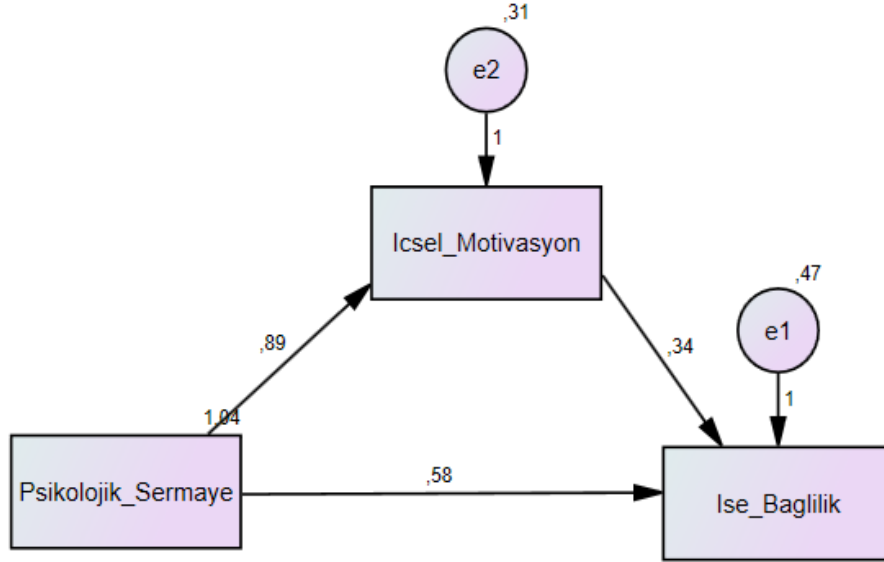 ,31
e2
1
Icsel_Motivasyon
,47
e1
,89
,34
1
1,04
Psikolojik_Sermaye
,58
Ise_Baglilik